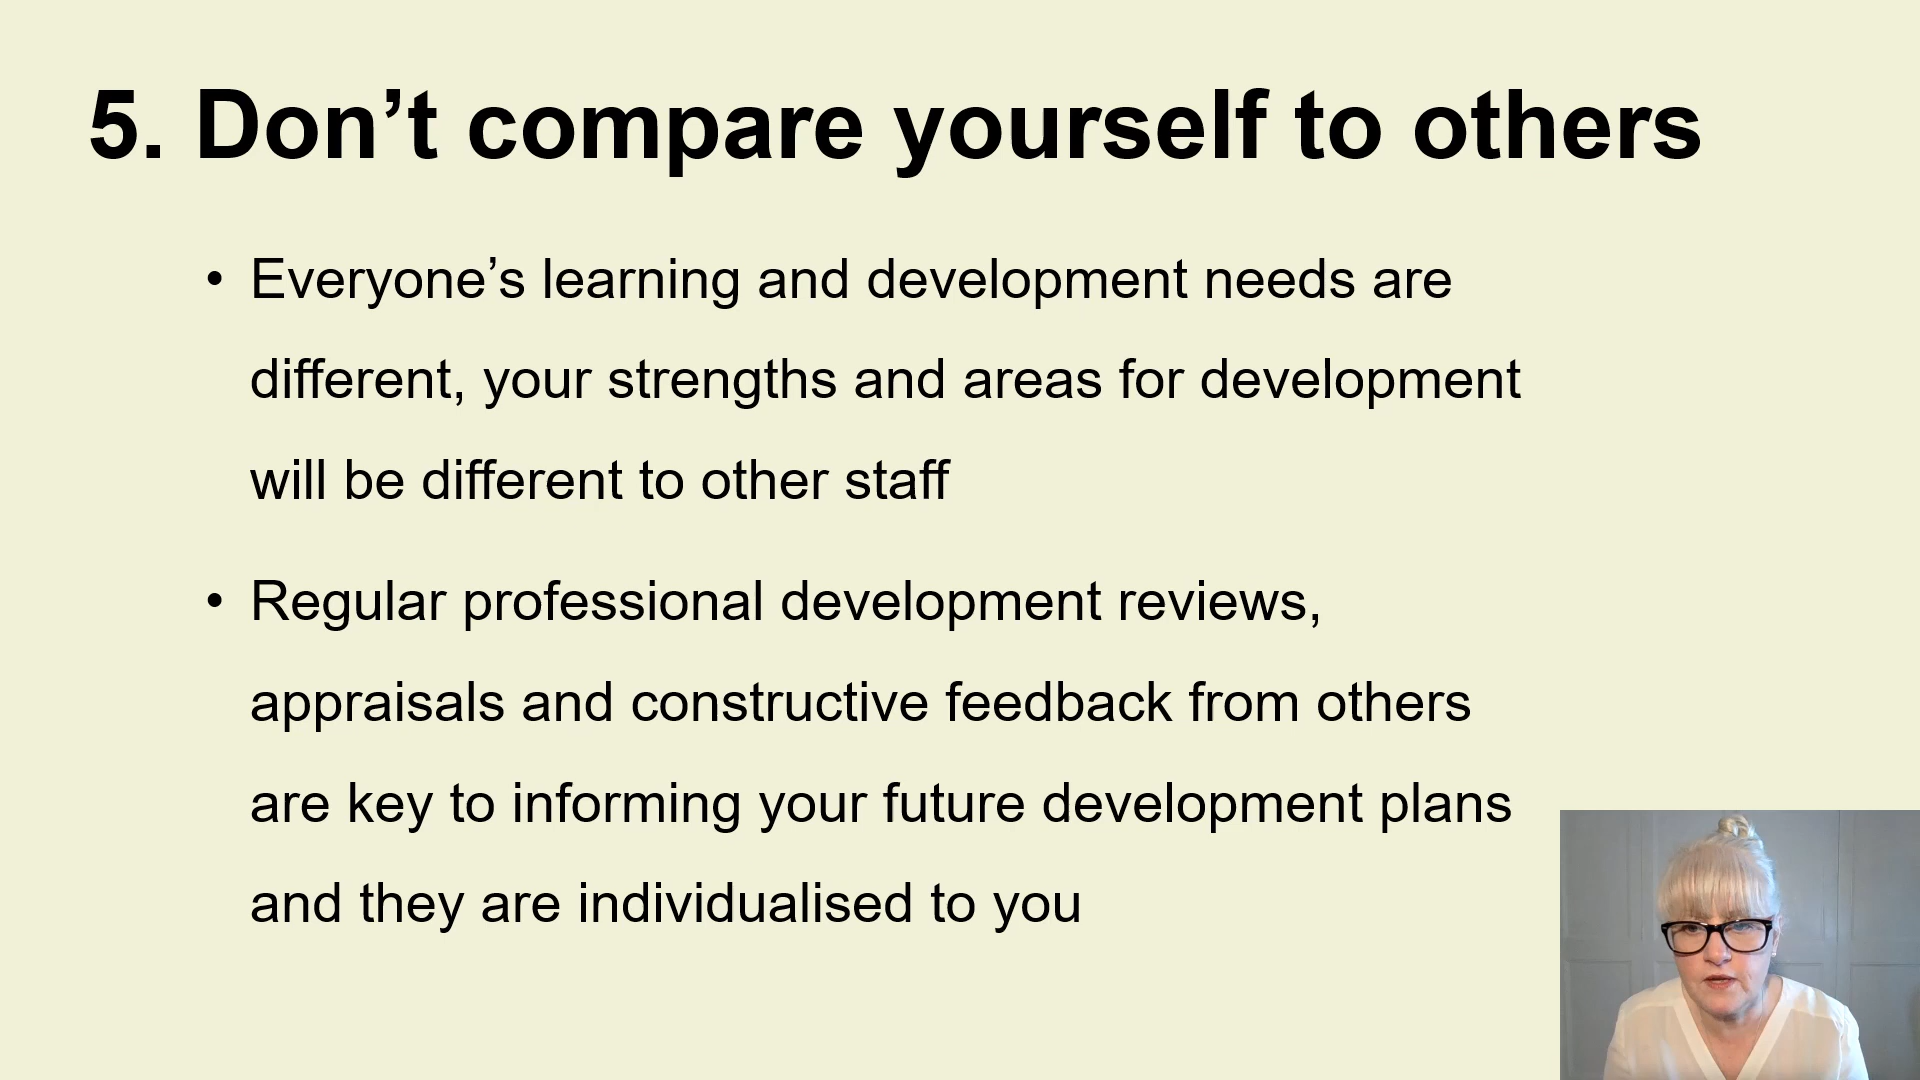 5. Don’t compare yourself to others
• Everyone’s learning and development needs are
different, your strengths and areas for development
will be different to other staff
• Regular professional development reviews,
appraisals and constructive feedback from others
are key to informing your future development plans
and they are individualised to you